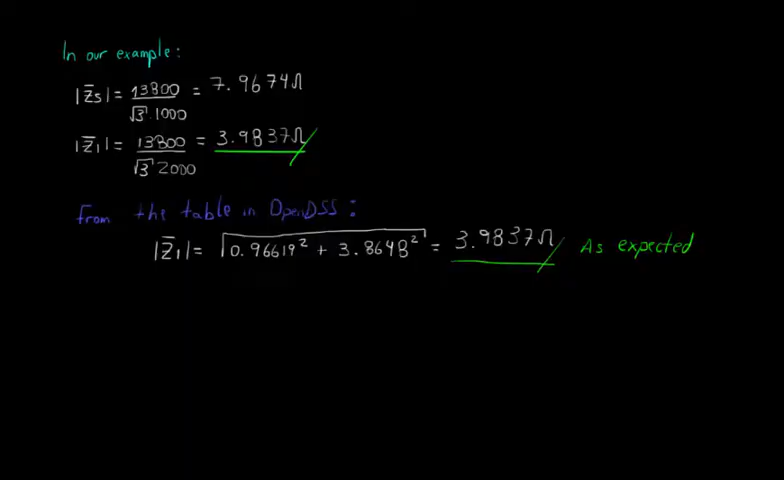 In our example:
|Z̅s| = 13800 / √3·1000 = 7.9674Ω
|Z̅1| = 13800 / √3·2000 = 3.9837Ω
From the table in OpenDSS:
|Z̅1| = √0.96619² + 3.8648² = 3.9837Ω As expected